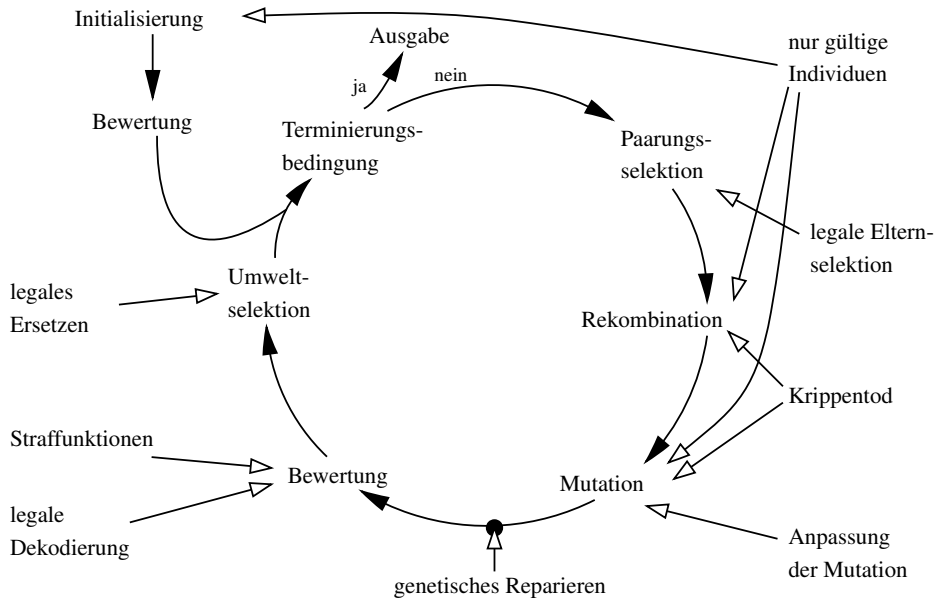 Initialisierung
Ausgabe
nur gültige
Individuen
ja
nein
Bewertung
Terminierungs-
bedingung
Paarungs-
selektion
legale Eltern-
selektion
Umwelt-
selektion
legales
Ersetzen
Rekombination
Krippentod
Straffunktionen
Bewertung
Mutation
legale
Dekodierung
Anpassung
der Mutation
genetisches Reparieren